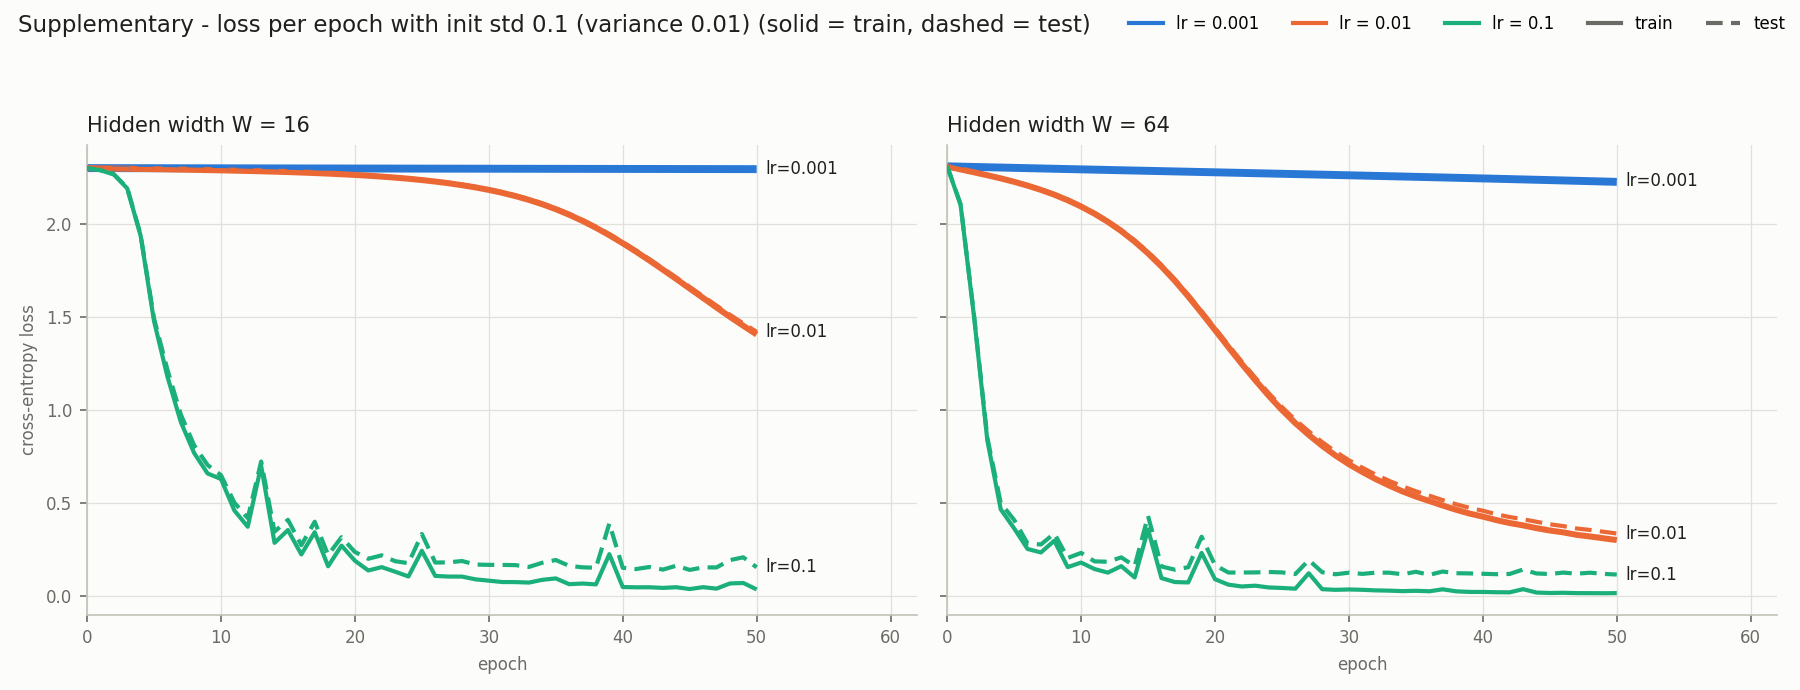 Supplementary - loss per epoch with init std 0.1 (variance 0.01) (solid = train, dashed = test)
lr = 0.001
lr = 0.01
lr = 0.1
train
test
Hidden width W = 16
cross-entropy loss
2.0
1.5
1.0
0.5
0.0
lr=0.001
lr=0.01
lr=0.1
0 10 20 30 40 50 60
epoch
Hidden width W = 64
lr=0.001
lr=0.01
lr=0.1
0 10 20 30 40 50 60
epoch